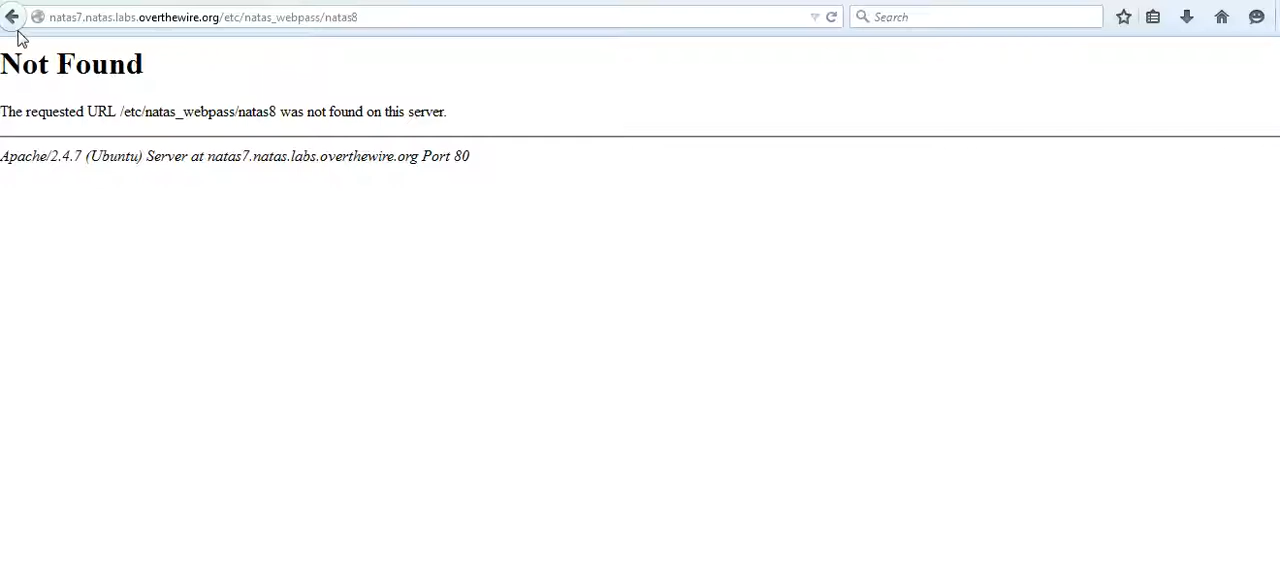 natas7.natas.labs.overthewire.org/etc/natas_webpass/natas8
Search
Not Found
The requested URL /etc/natas_webpass/natas8 was not found on this server.
Apache/2.4.7 (Ubuntu) Server at natas7.natas.labs.overthewire.org Port 80